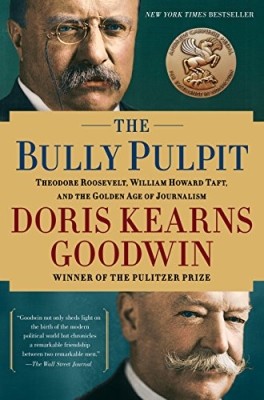 NEW YORK TIMES BESTSELLER
THE
BULLY PULPIT
THEODORE ROOSEVELT, WILLIAM HOWARD TAFT,
AND THE GOLDEN AGE OF JOURNALISM
DORIS KEARNS
GOODWIN
WINNER OF THE PULITZER PRIZE
“Goodwin not only sheds light on
the birth of the modern
political world but chronicles
a remarkable friendship
between two remarkable men.”
—The Wall Street Journal